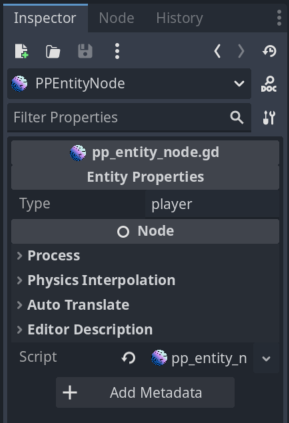 Inspector Node History
PPEntityNode
DOC
Filter Properties
pp_entity_node.gd
Entity Properties
Type player
Node
Process
Physics Interpolation
Auto Translate
Editor Description
Script pp_entity_n
Add Metadata